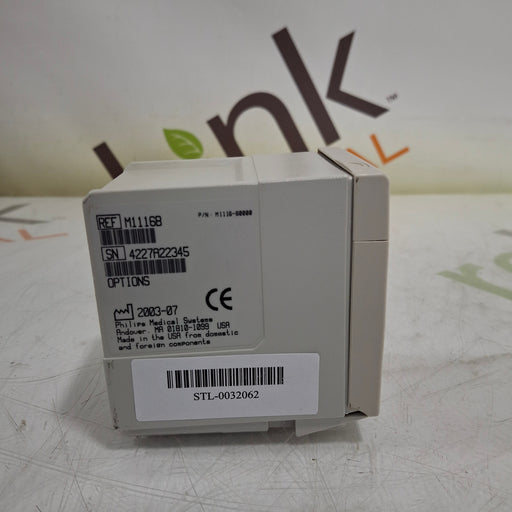 REF M1116B
P/N: M1116-60000
SN 4227A22345
OPTIONS
2003-07
CE
Philips Medical Systems
Andover, MA 01810-1099 USA
Made in the USA from domestic
and foreign components
STL-0032062